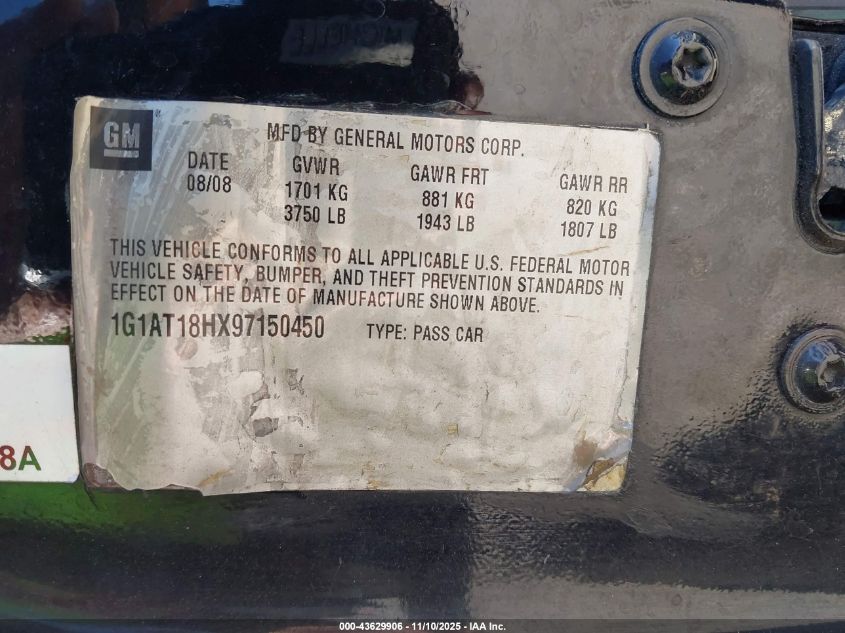 MICHELLE
GM
MFD BY GENERAL MOTORS CORP.
DATE GVWR GAWR FRT GAWR RR
08/08 1701 KG 881 KG 820 KG
3750 LB 1943 LB 1807 LB
THIS VEHICLE CONFORMS TO ALL APPLICABLE U.S. FEDERAL MOTOR
VEHICLE SAFETY, BUMPER, AND THEFT PREVENTION STANDARDS IN
EFFECT ON THE DATE OF MANUFACTURE SHOWN ABOVE.
1G1AT18HX97150450 TYPE: PASS CAR
8A
000-43629906 - 11/10/2025 - IAA Inc.